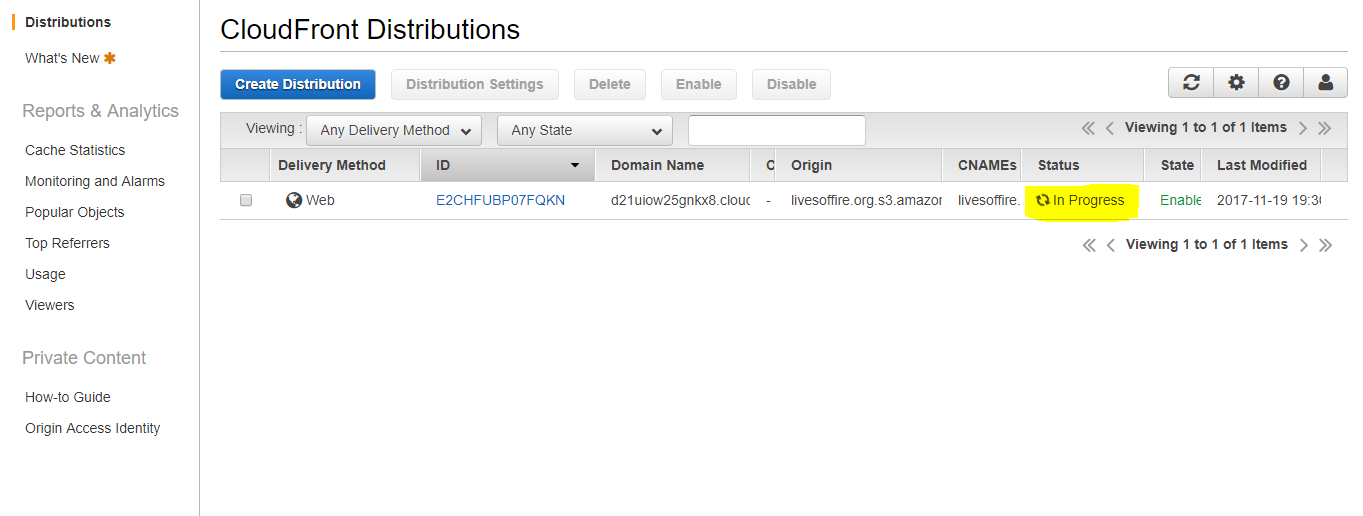 Distributions
What's New
Reports & Analytics
Cache Statistics
Monitoring and Alarms
Popular Objects
Top Referrers
Usage
Viewers
Private Content
How-to Guide
Origin Access Identity
CloudFront Distributions
Create Distribution Distribution Settings Delete Enable Disable
Viewing : Any Delivery Method Any State Viewing 1 to 1 of 1 Items
Delivery Method ID Domain Name C Origin CNAMEs Status State Last Modified
Web E2CHFUBP07FQKN d21uiow25gnkx8.clouc - livesoffire.org.s3.amazor livesoffire. In Progress Enable 2017-11-19 19:3
Viewing 1 to 1 of 1 Items